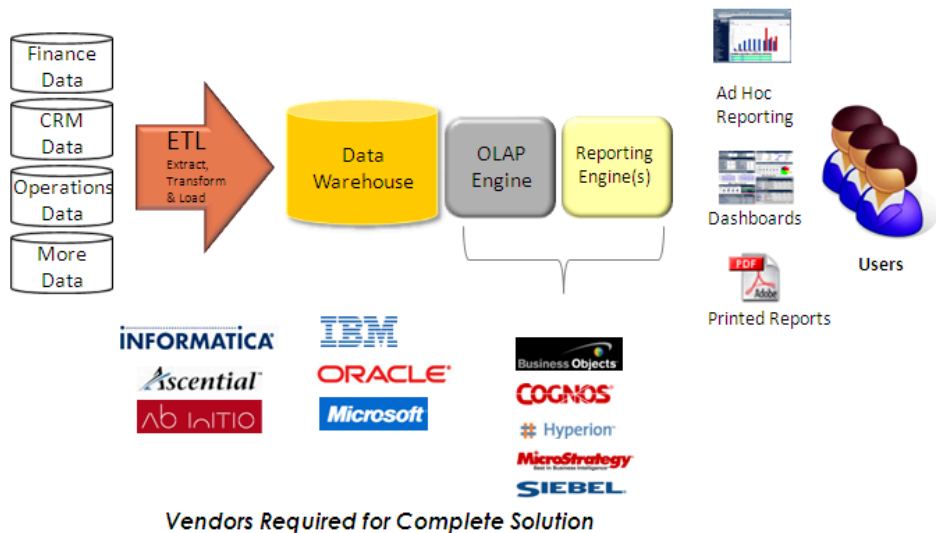 Finance
Data
CRM
Data
Operations
Data
More
Data
ETL
Extract,
Transform
& Load
Data
Warehouse
OLAP
Engine
Reporting
Engine(s)
Ad Hoc
Reporting
Dashboards
PDF
Adobe
Printed Reports
Users
INFORMATICA
Ascential
Ab INITIO
IBM
ORACLE
Microsoft
Business Objects
COGNOS
Hyperion
MicroStrategy
Best In Business Intelligence
SIEBEL
Vendors Required for Complete Solution